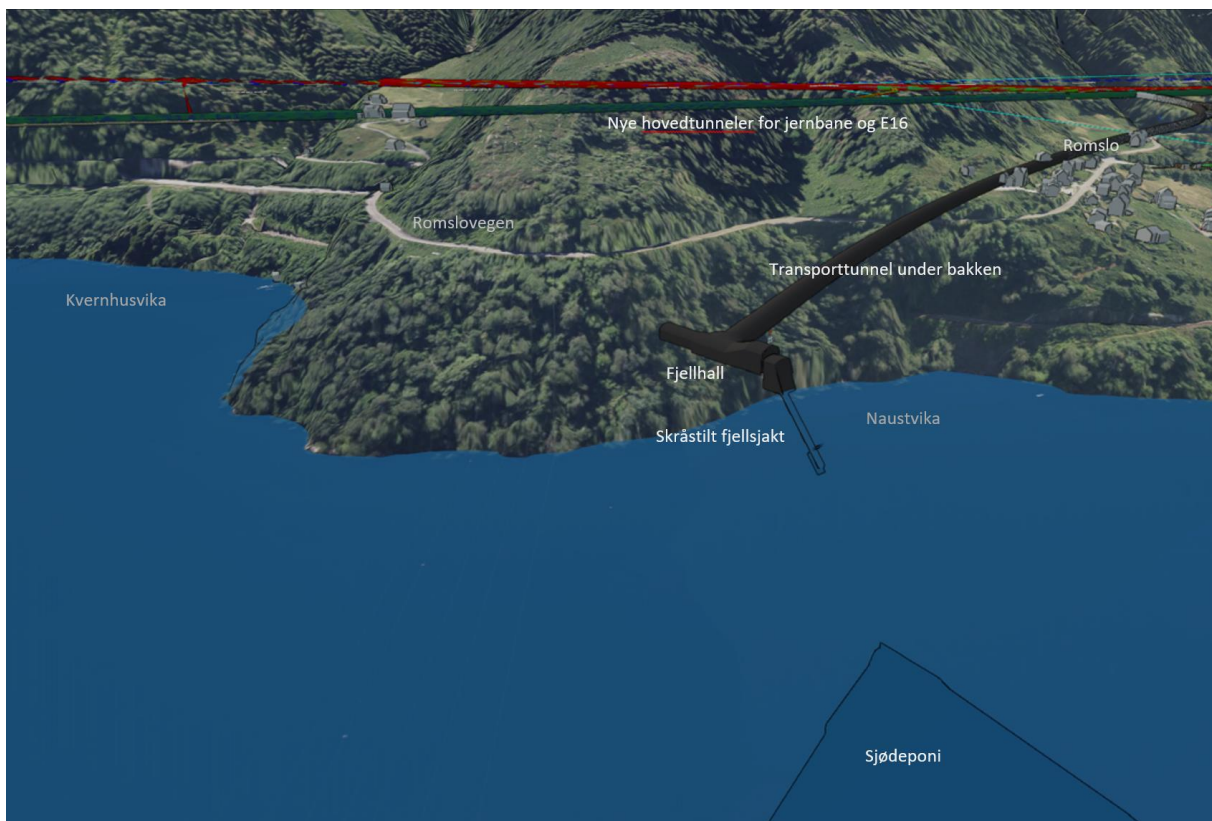 Nye hovedtunneler for jernbane og E16
Romslo
Romslovegen
Transporttunnel under bakken
Kvernhusvika
Fjellhall
Naustvika
Skråstilt fjellsjakt
Sjødeponi